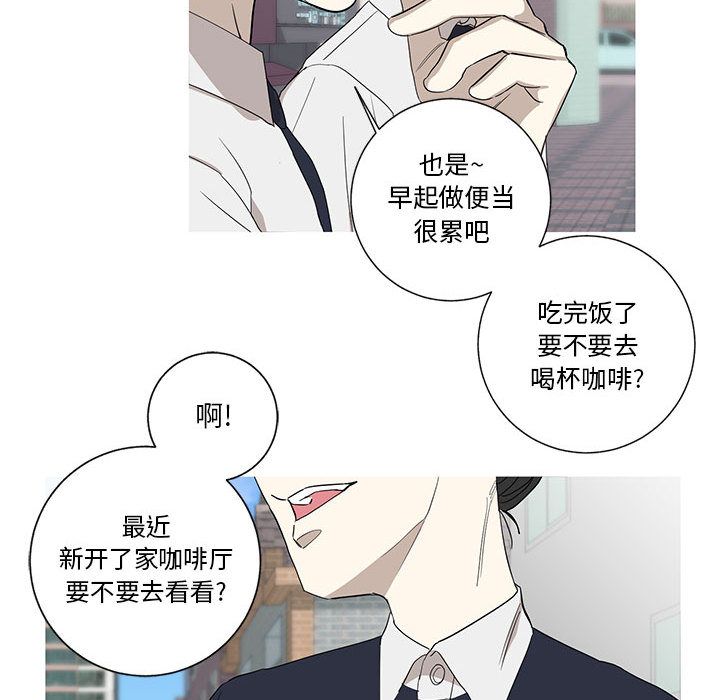 也是~
早起做便当
很累吧
吃完饭了
要不要去
喝杯咖啡?
啊!
最近
新开了家咖啡厅
要不要去看看?